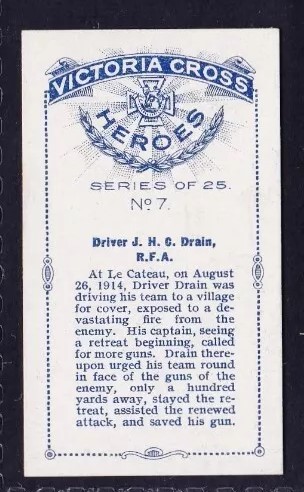 VICTORIA CROSS
HEROES
SERIES OF 25.
No 7.
Driver J. H. C. Drain,
R.F.A.
At Le Cateau, on August
26, 1914, Driver Drain was
driving his team to a village
for cover, exposed to a de-
vastating fire from the
enemy. His captain, seeing
a retreat beginning, called
for more guns. Drain there-
upon urged his team round
in face of the guns of the
enemy, only a hundred
yards away, stayed the re-
treat, assisted the renewed
attack, and saved his gun.